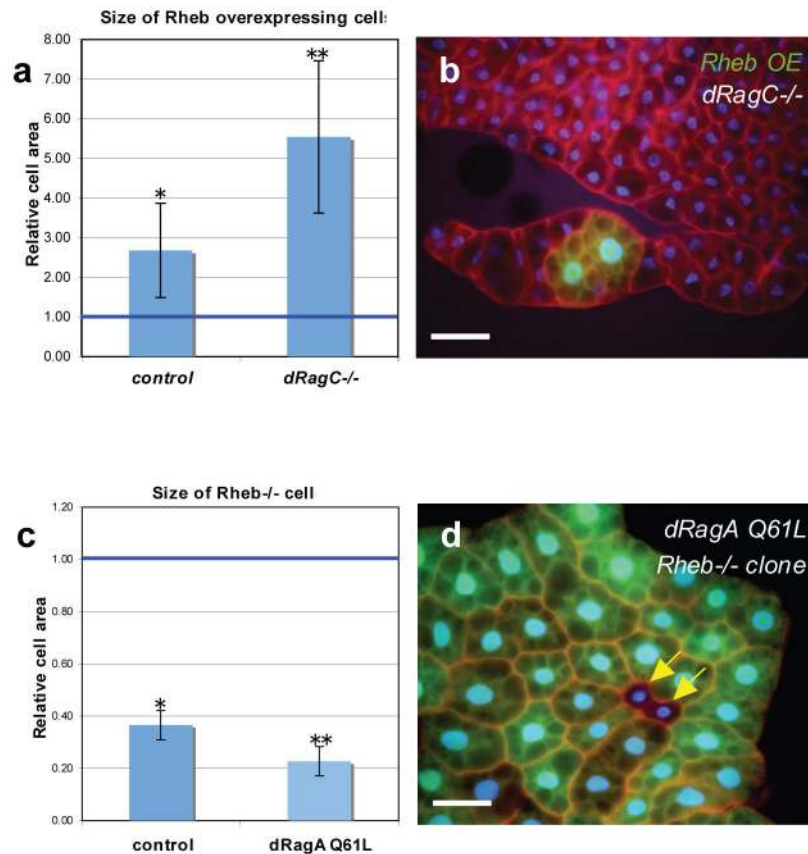 Size of Rheb overexpressing cells
a
8.00
7.00
6.00
5.00
4.00
3.00
2.00
1.00
0.00
Relative cell area
*
**
control
dRagC-/-
b
Rheb OE
dRagC-/-
Size of Rheb-/- cell
c
1.20
1.00
0.80
0.60
0.40
0.20
0.00
Relative cell area
*
**
control
dRagA Q61L
d
dRagA Q61L
Rheb-/- clone